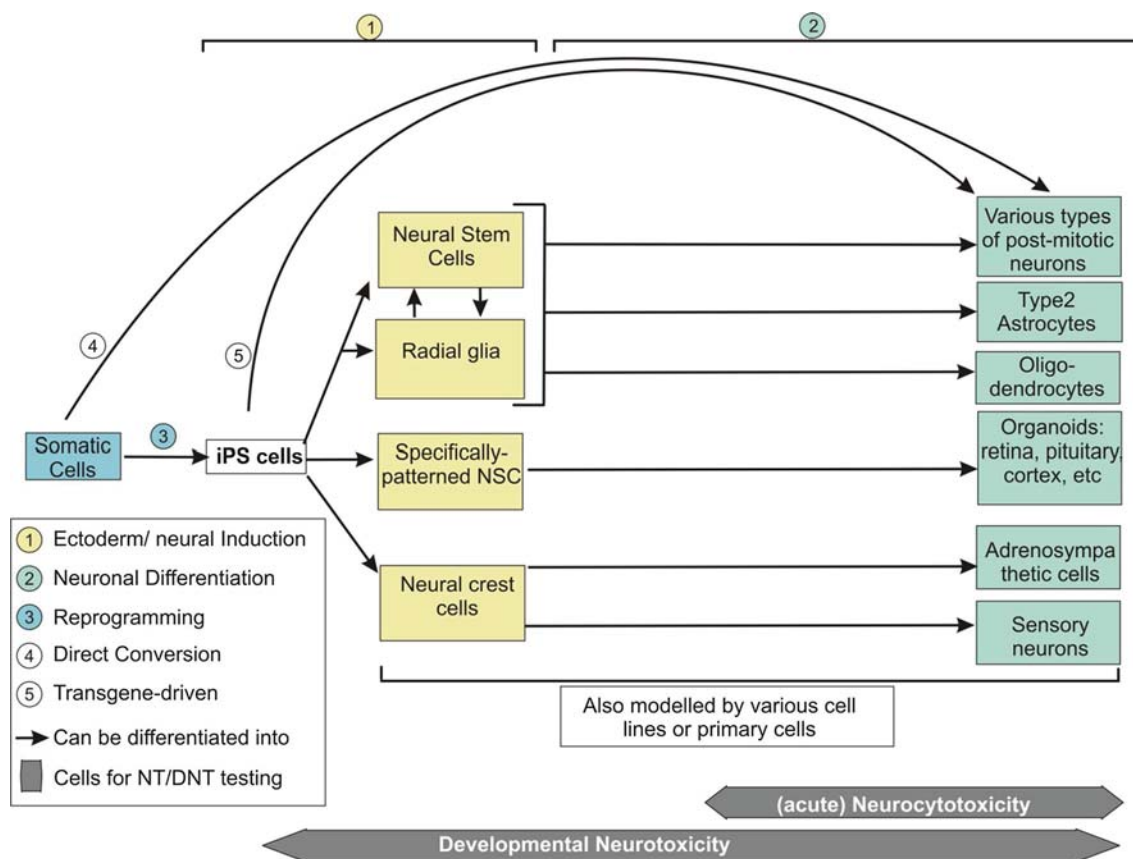 1
2
Neural Stem
Cells
Various types
of post-mitotic
neurons
Type2
Astrocytes
4
5
Radial glia
Oligo-
dendrocytes
Somatic
Cells
3
iPS cells
Specifically-
patterned NSC
Organoids:
retina, pituitary,
cortex, etc
1 Ectoderm/ neural Induction
2 Neuronal Differentiation
3 Reprogramming
4 Direct Conversion
5 Transgene-driven
Can be differentiated into
Cells for NT/DNT testing
Neural crest
cells
Adrenosympa
thetic cells
Sensory
neurons
Also modelled by various cell
lines or primary cells
(acute) Neurocytotoxicity
Developmental Neurotoxicity